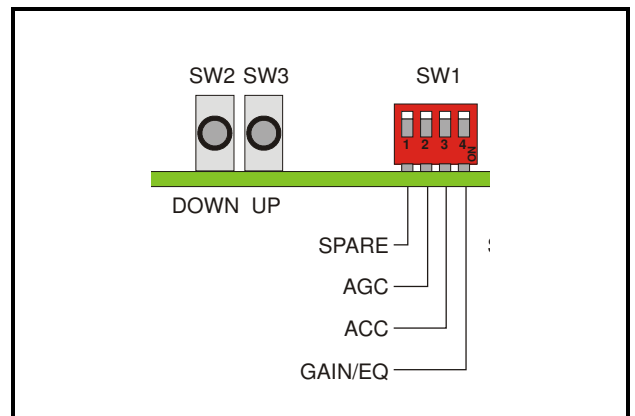 SW2 SW3 SW1
1 2 3 4
ON
DOWN UP
SPARE
AGC
ACC
GAIN/EQ